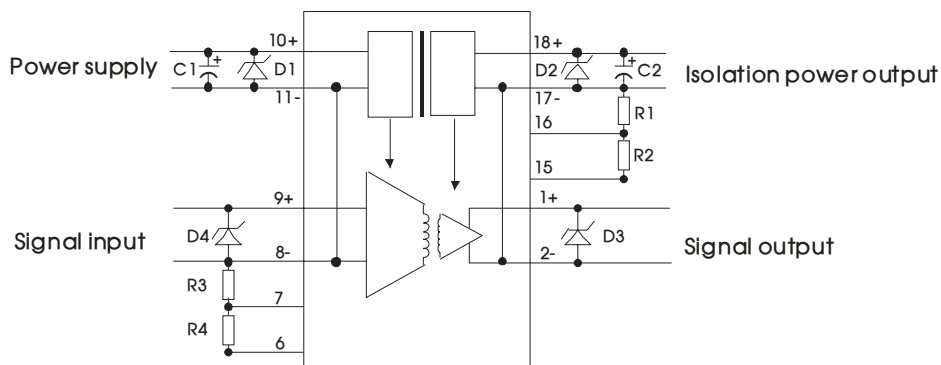 10+
18+
Power supply
C1
+
D1
D2
+
C2
Isolation power output
11-
17-
R1
16
R2
15
9+
1+
Signal input
D4
D3
Signal output
8-
2-
R3
7
R4
6